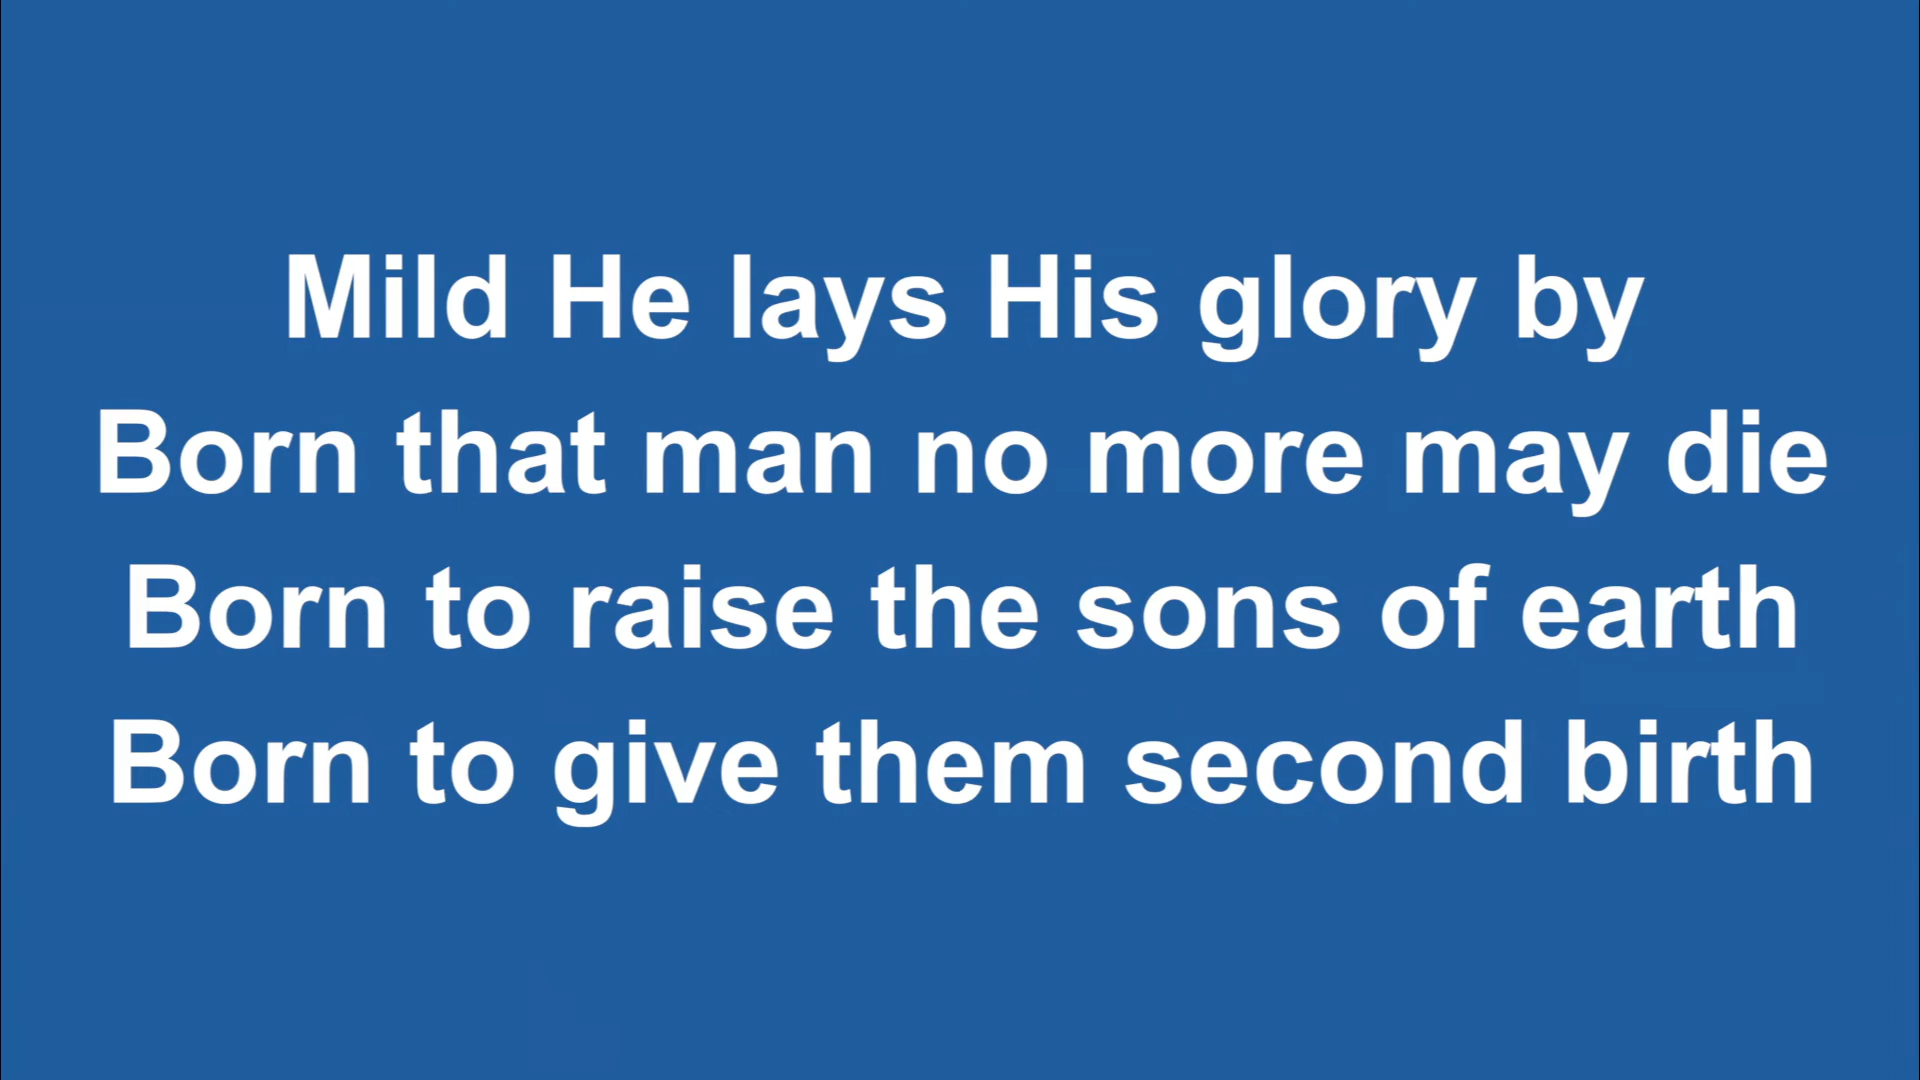 Mild He lays His glory by
Born that man no more may die
Born to raise the sons of earth
Born to give them second birth